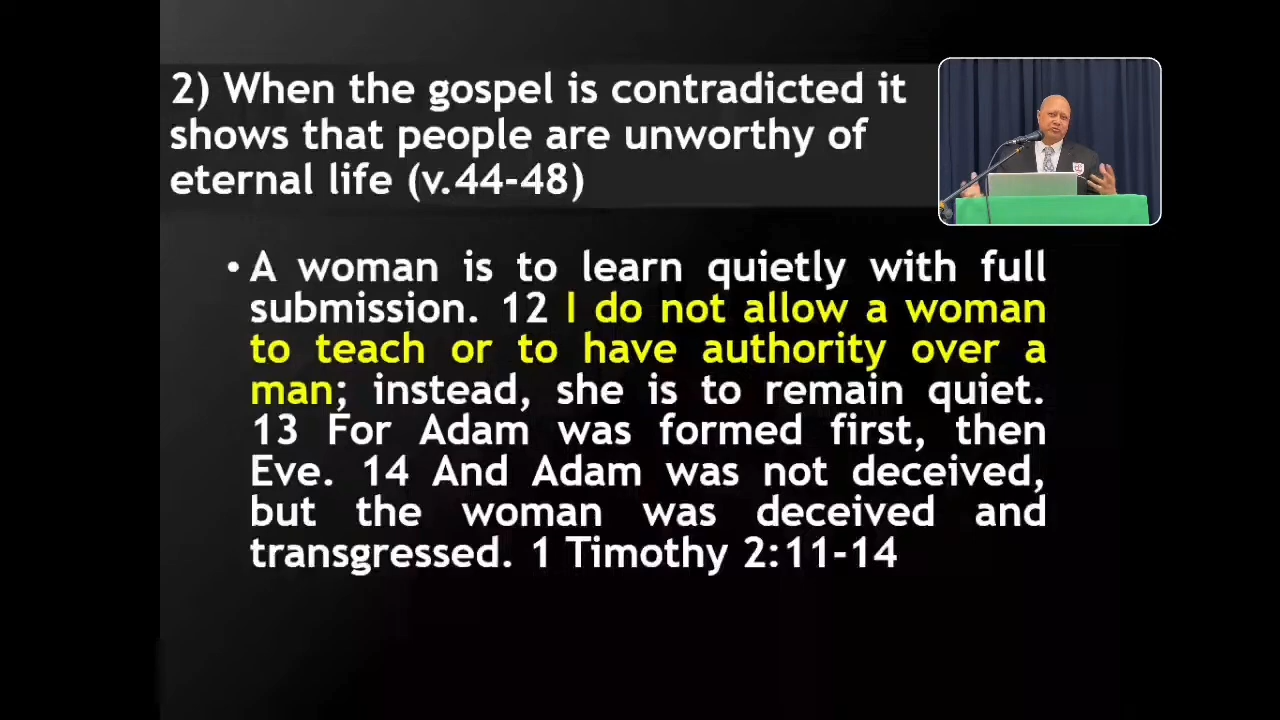 2) When the gospel is contradicted it
shows that people are unworthy of
eternal life (v.44-48)
• A woman is to learn quietly with full
submission. 12 I do not allow a woman
to teach or to have authority over a
man; instead, she is to remain quiet.
13 For Adam was formed first, then
Eve. 14 And Adam was not deceived,
but the woman was deceived and
transgressed. 1 Timothy 2:11-14